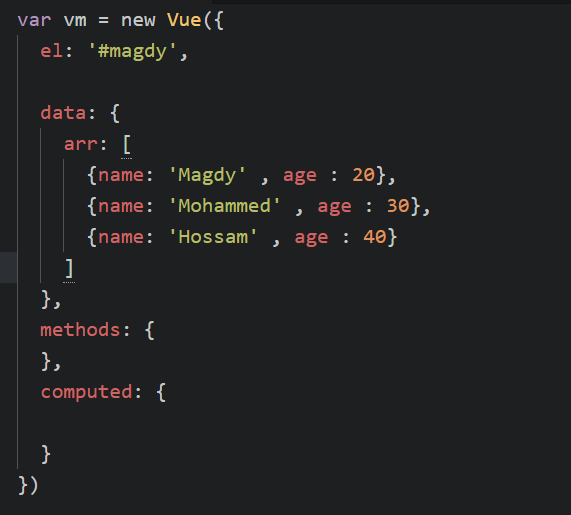 var vm = new Vue({
el: '#magdy',
data: {
arr: [
{name: 'Magdy' , age : 20},
{name: 'Mohammed' , age : 30},
{name: 'Hossam' , age : 40}
]
},
methods: {
},
computed: {
}
})